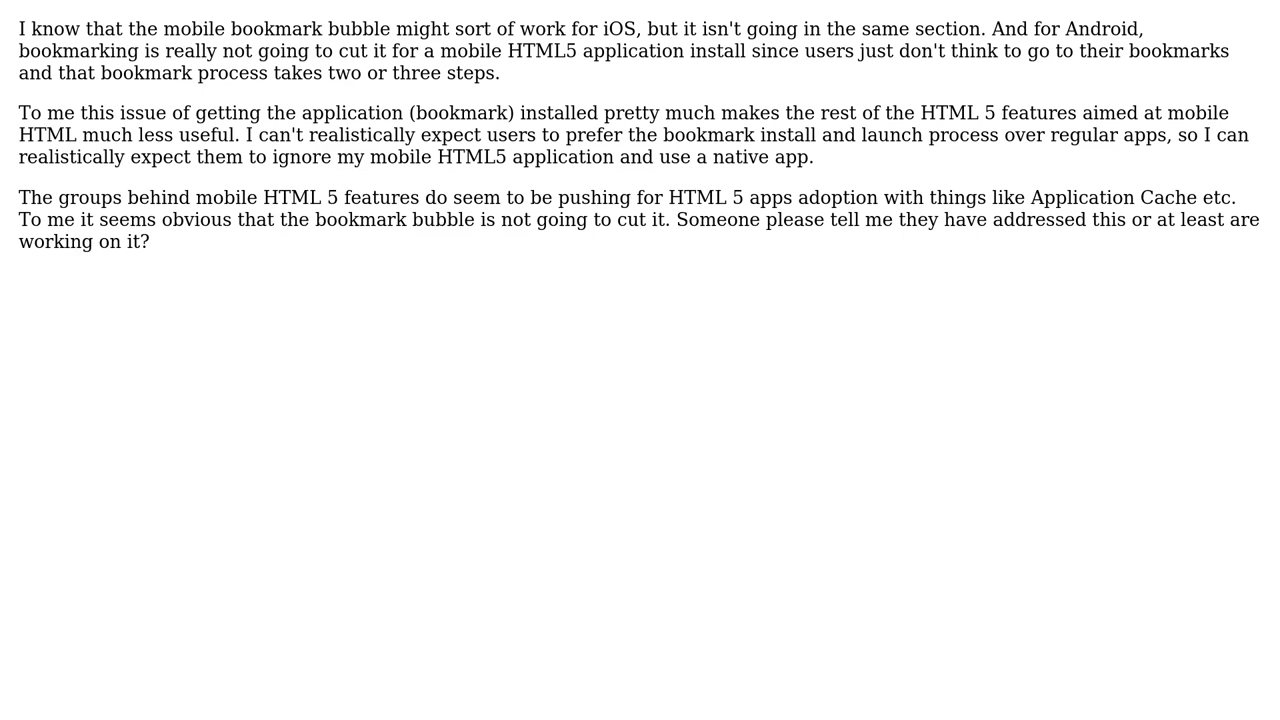 I know that the mobile bookmark bubble might sort of work for iOS, but it isn't going in the same section. And for Android,
bookmarking is really not going to cut it for a mobile HTML5 application install since users just don't think to go to their bookmarks
and that bookmark process takes two or three steps.
To me this issue of getting the application (bookmark) installed pretty much makes the rest of the HTML 5 features aimed at mobile
HTML much less useful. I can't realistically expect users to prefer the bookmark install and launch process over regular apps, so I can
realistically expect them to ignore my mobile HTML5 application and use a native app.
The groups behind mobile HTML 5 features do seem to be pushing for HTML 5 apps adoption with things like Application Cache etc.
To me it seems obvious that the bookmark bubble is not going to cut it. Someone please tell me they have addressed this or at least are
working on it?